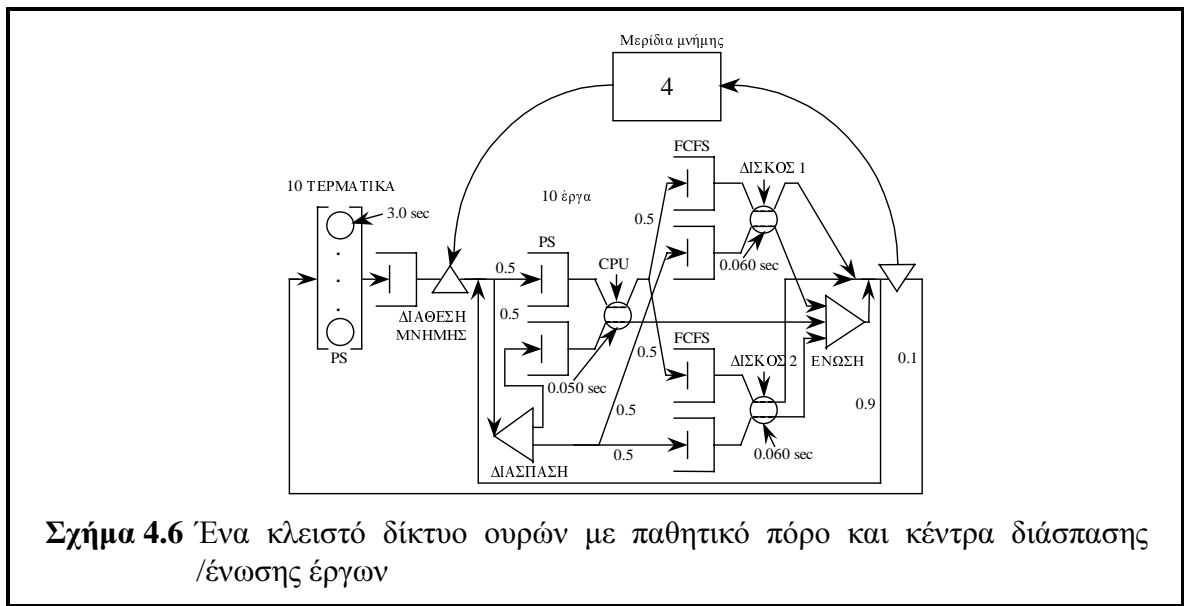 Μερίδια μνήμης
4
FCFS
ΔΙΣΚΟΣ 1
10 ΤΕΡΜΑΤΙΚΑ
10 έργα
3.0 sec
0.5
PS
CPU
0.060 sec
0.5
0.5
ΔΙΑΘΕΣΗ
ΜΝΗΜΗΣ
PS
FCFS
0.5
ΔΙΣΚΟΣ 2
ΕΝΩΣΗ
0.1
0.050 sec
0.9
0.5
0.5
0.060 sec
ΔΙΑΣΠΑΣΗ
Σχήμα 4.6 Ένα κλειστό δίκτυο ουρών με παθητικό πόρο και κέντρα διάσπασης
/ένωσης έργων